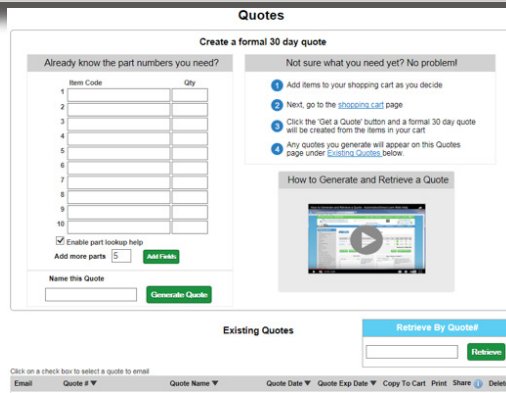 Quotes
Create a formal 30 day quote
Already know the part numbers you need?
Item Code Qty
1
2
3
4
5
6
7
8
9
10
Enable part lookup help
Add more parts 5 Add Fields
Name this Quote
Generate Quote
Not sure what you need yet? No problem!
1 Add items to your shopping cart as you decide
2 Next, go to the shopping cart page
3 Click the 'Get a Quote' button and a formal 30 day quote
will be created from the items in your cart
4 Any quotes you generate will appear on this Quotes
page under Existing Quotes below.
How to Generate and Retrieve a Quote
Existing Quotes
Retrieve By Quote#
Retrieve
Click on a check box to select a quote to email
Email Quote # ▼ Quote Name ▼ Quote Date ▼ Quote Exp Date ▼ Copy To Cart Print Share i Delet